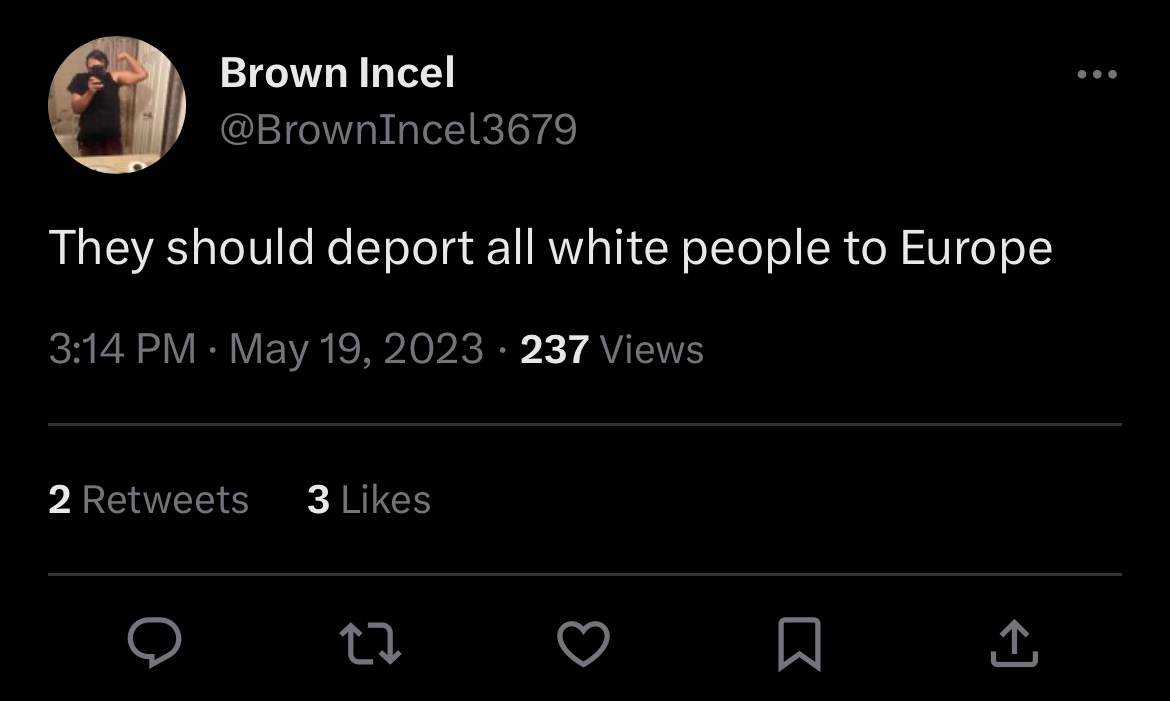 Brown Incel
@BrownIncel3679
They should deport all white people to Europe
3:14 PM · May 19, 2023 · 237 Views
2 Retweets 3 Likes